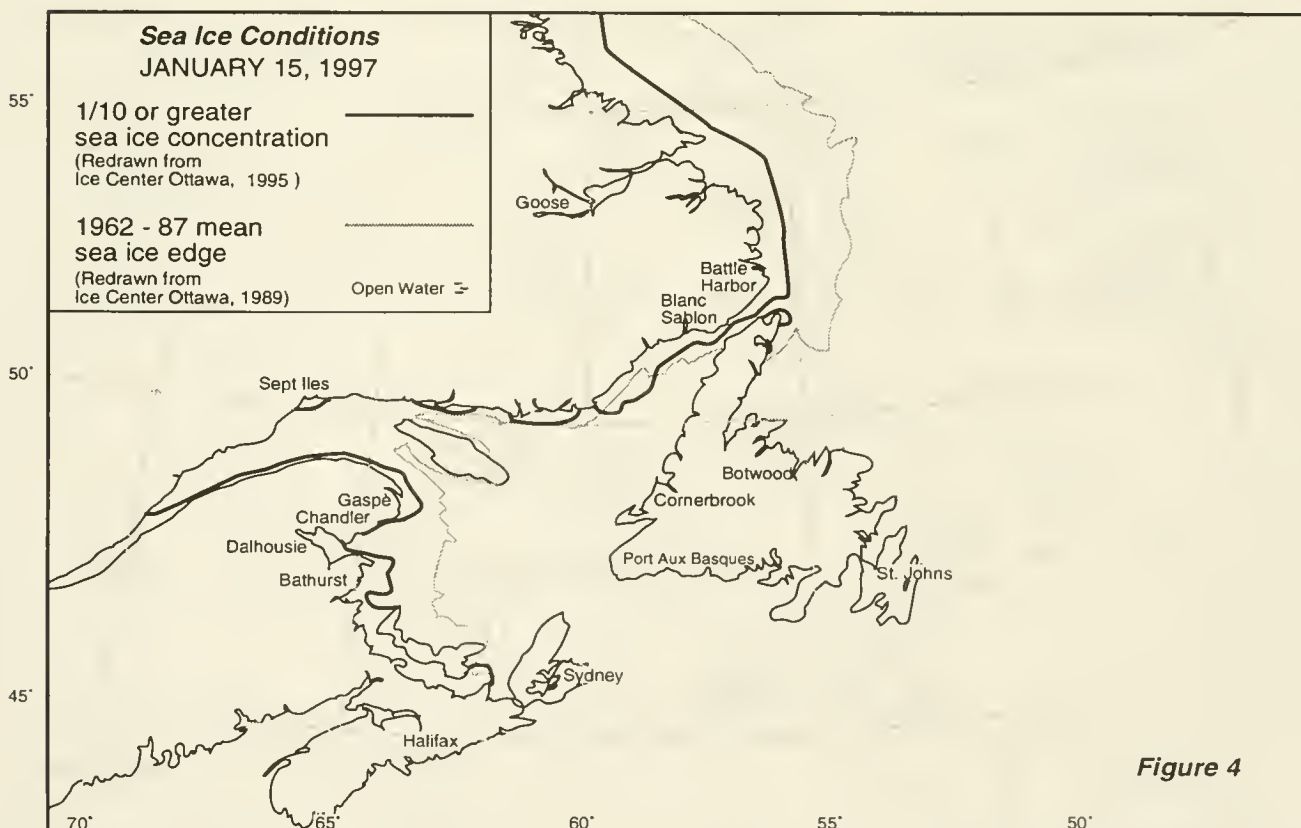 Sea Ice Conditions
JANUARY 15, 1997
1/10 or greater
sea ice concentration
(Redrawn from
Ice Center Ottawa, 1995 )
1962 - 87 mean
sea ice edge
(Redrawn from
Ice Center Ottawa, 1989)
Open Water
55°
Goose
Battle
Harbor
Blanc
Sablon
50°
Sept Iles
Botwood
Cornerbrook
Gaspè
Chandler
Dalhousie
Port Aux Basques
Bathurst
St. Johns
45°
Sydney
Halifax
Figure 4
70°
65°
60°
55°
50°